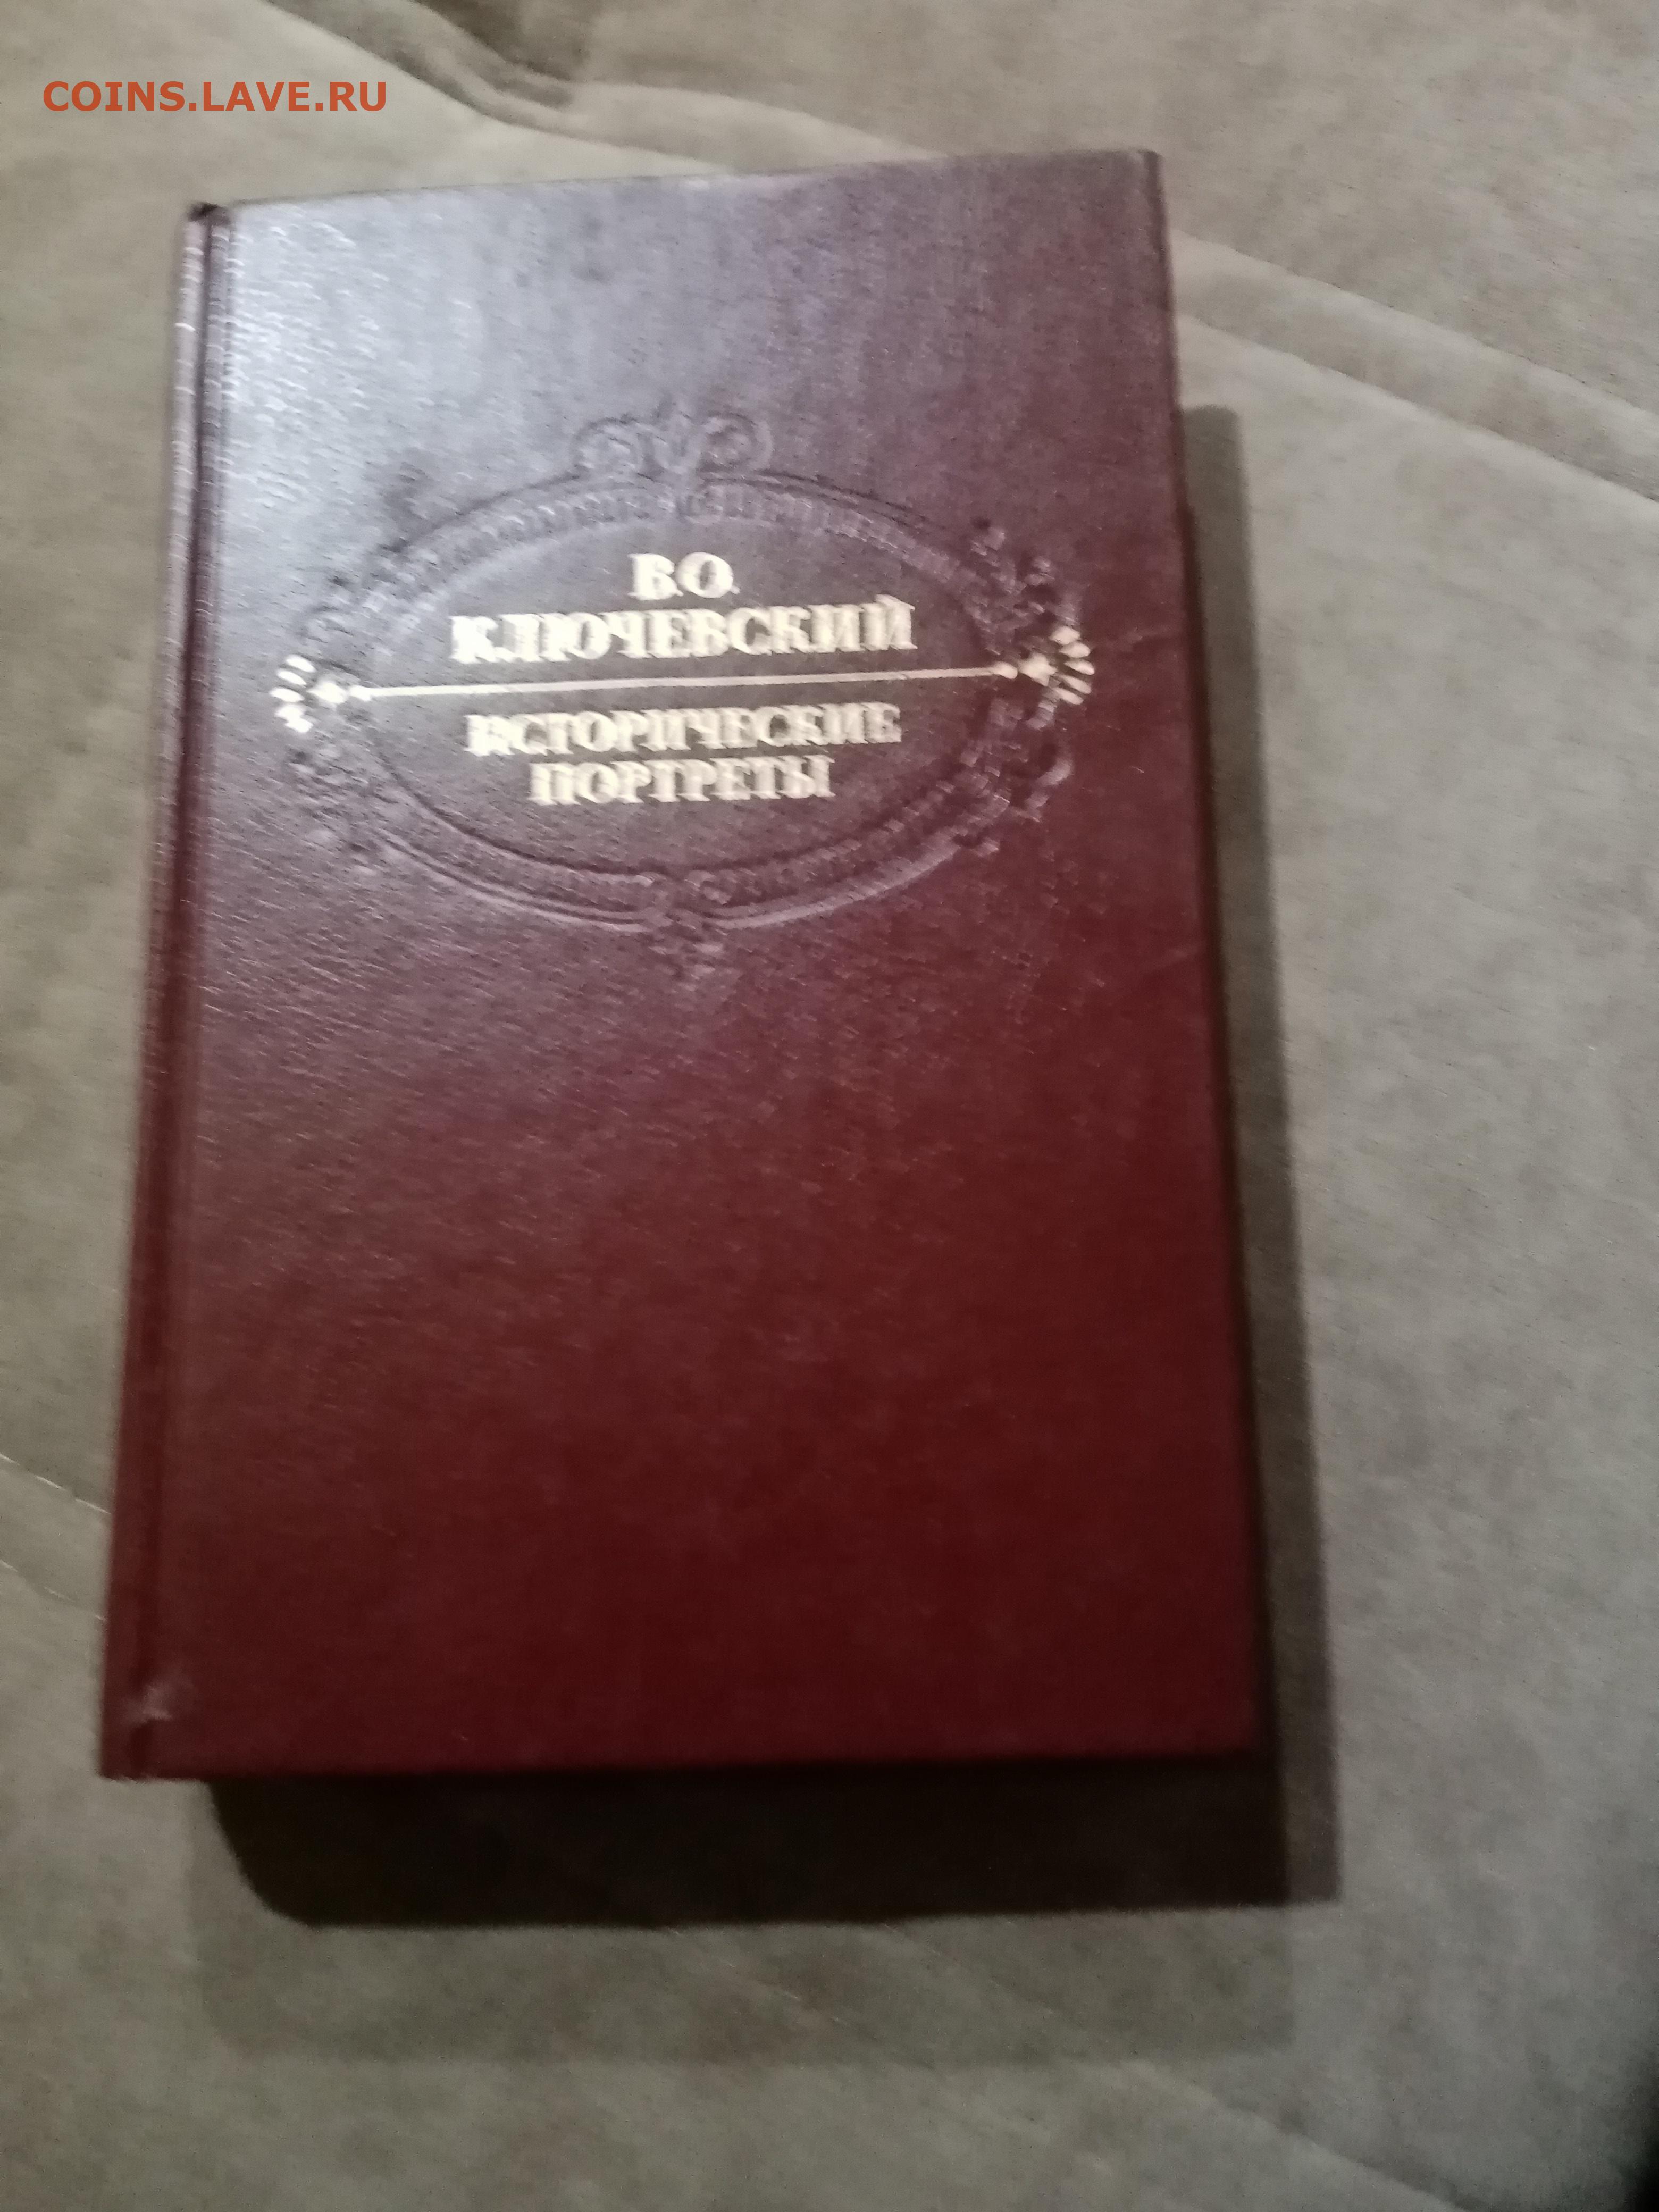 COINS.LAVE.RU
В.О.
КЛЮЧЕВСКИЙ
ИСТОРИЧЕСКИЕ
ПОРТРЕТЫ